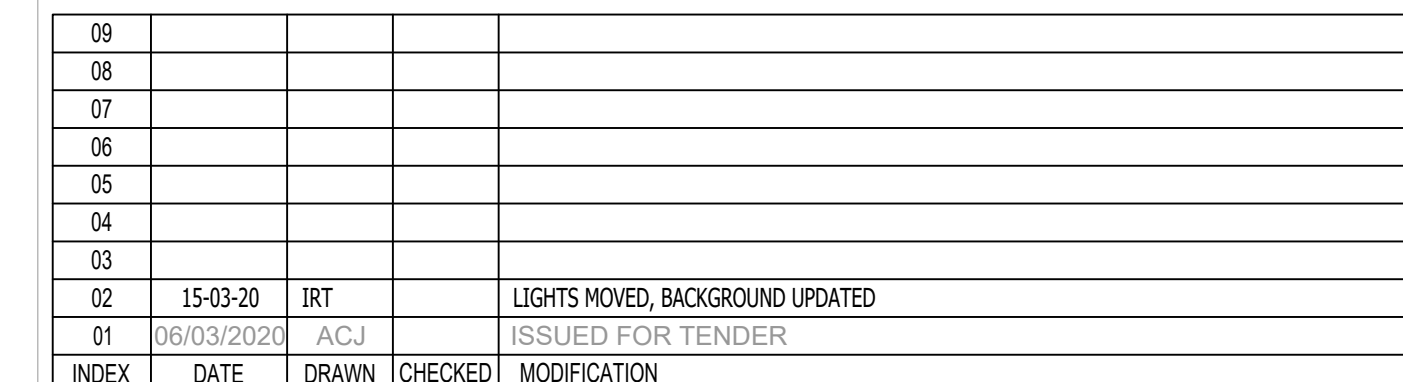 09
08
07
06
05
04
03
02 15-03-20 IRT LIGHTS MOVED, BACKGROUND UPDATED
01 06/03/2020 ACJ ISSUED FOR TENDER
INDEX DATE DRAWN CHECKED MODIFICATION